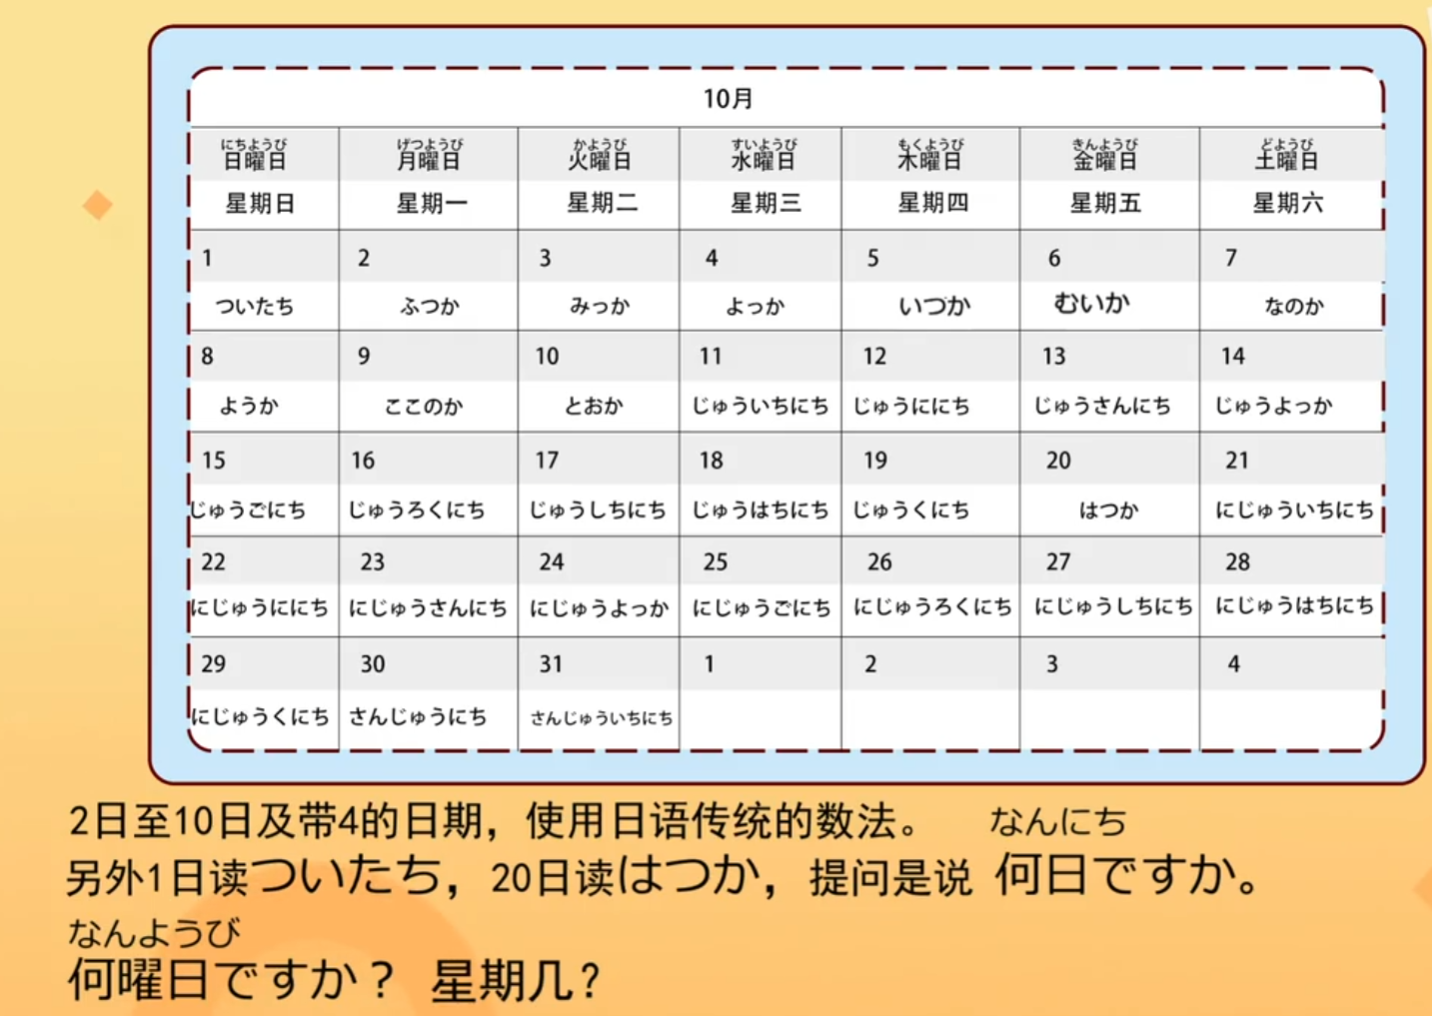 10月
にちようび げつようび かようび すいようび もくようび きんようび どようび
日曜日 月曜日 火曜日 水曜日 木曜日 金曜日 土曜日
星期日 星期一 星期二 星期三 星期四 星期五 星期六
1 2 3 4 5 6 7
ついたち ふつか みっか よっか いつか むいか なのか
8 9 10 11 12 13 14
ようか ここのか とおか じゅういちにち じゅうににち じゅうさんにち じゅうよっか
15 16 17 18 19 20 21
じゅうごにち じゅうろくにち じゅうしちにち じゅうはちにち じゅうくにち はつか にじゅういちにち
22 23 24 25 26 27 28
にじゅうににち にじゅうさんにち にじゅうよっか にじゅうごにち にじゅうろくにち にじゅうしちにち にじゅうはちにち
29 30 31 1 2 3 4
にじゅうくにち さんじゅうにち さんじゅういちにち
2日至10日及带4的日期，使用日语传统的数法。 なんにち
另外1日读ついたち，20日读はつか，提问是说 何日ですか。
なんようび
何曜日ですか？ 星期几？